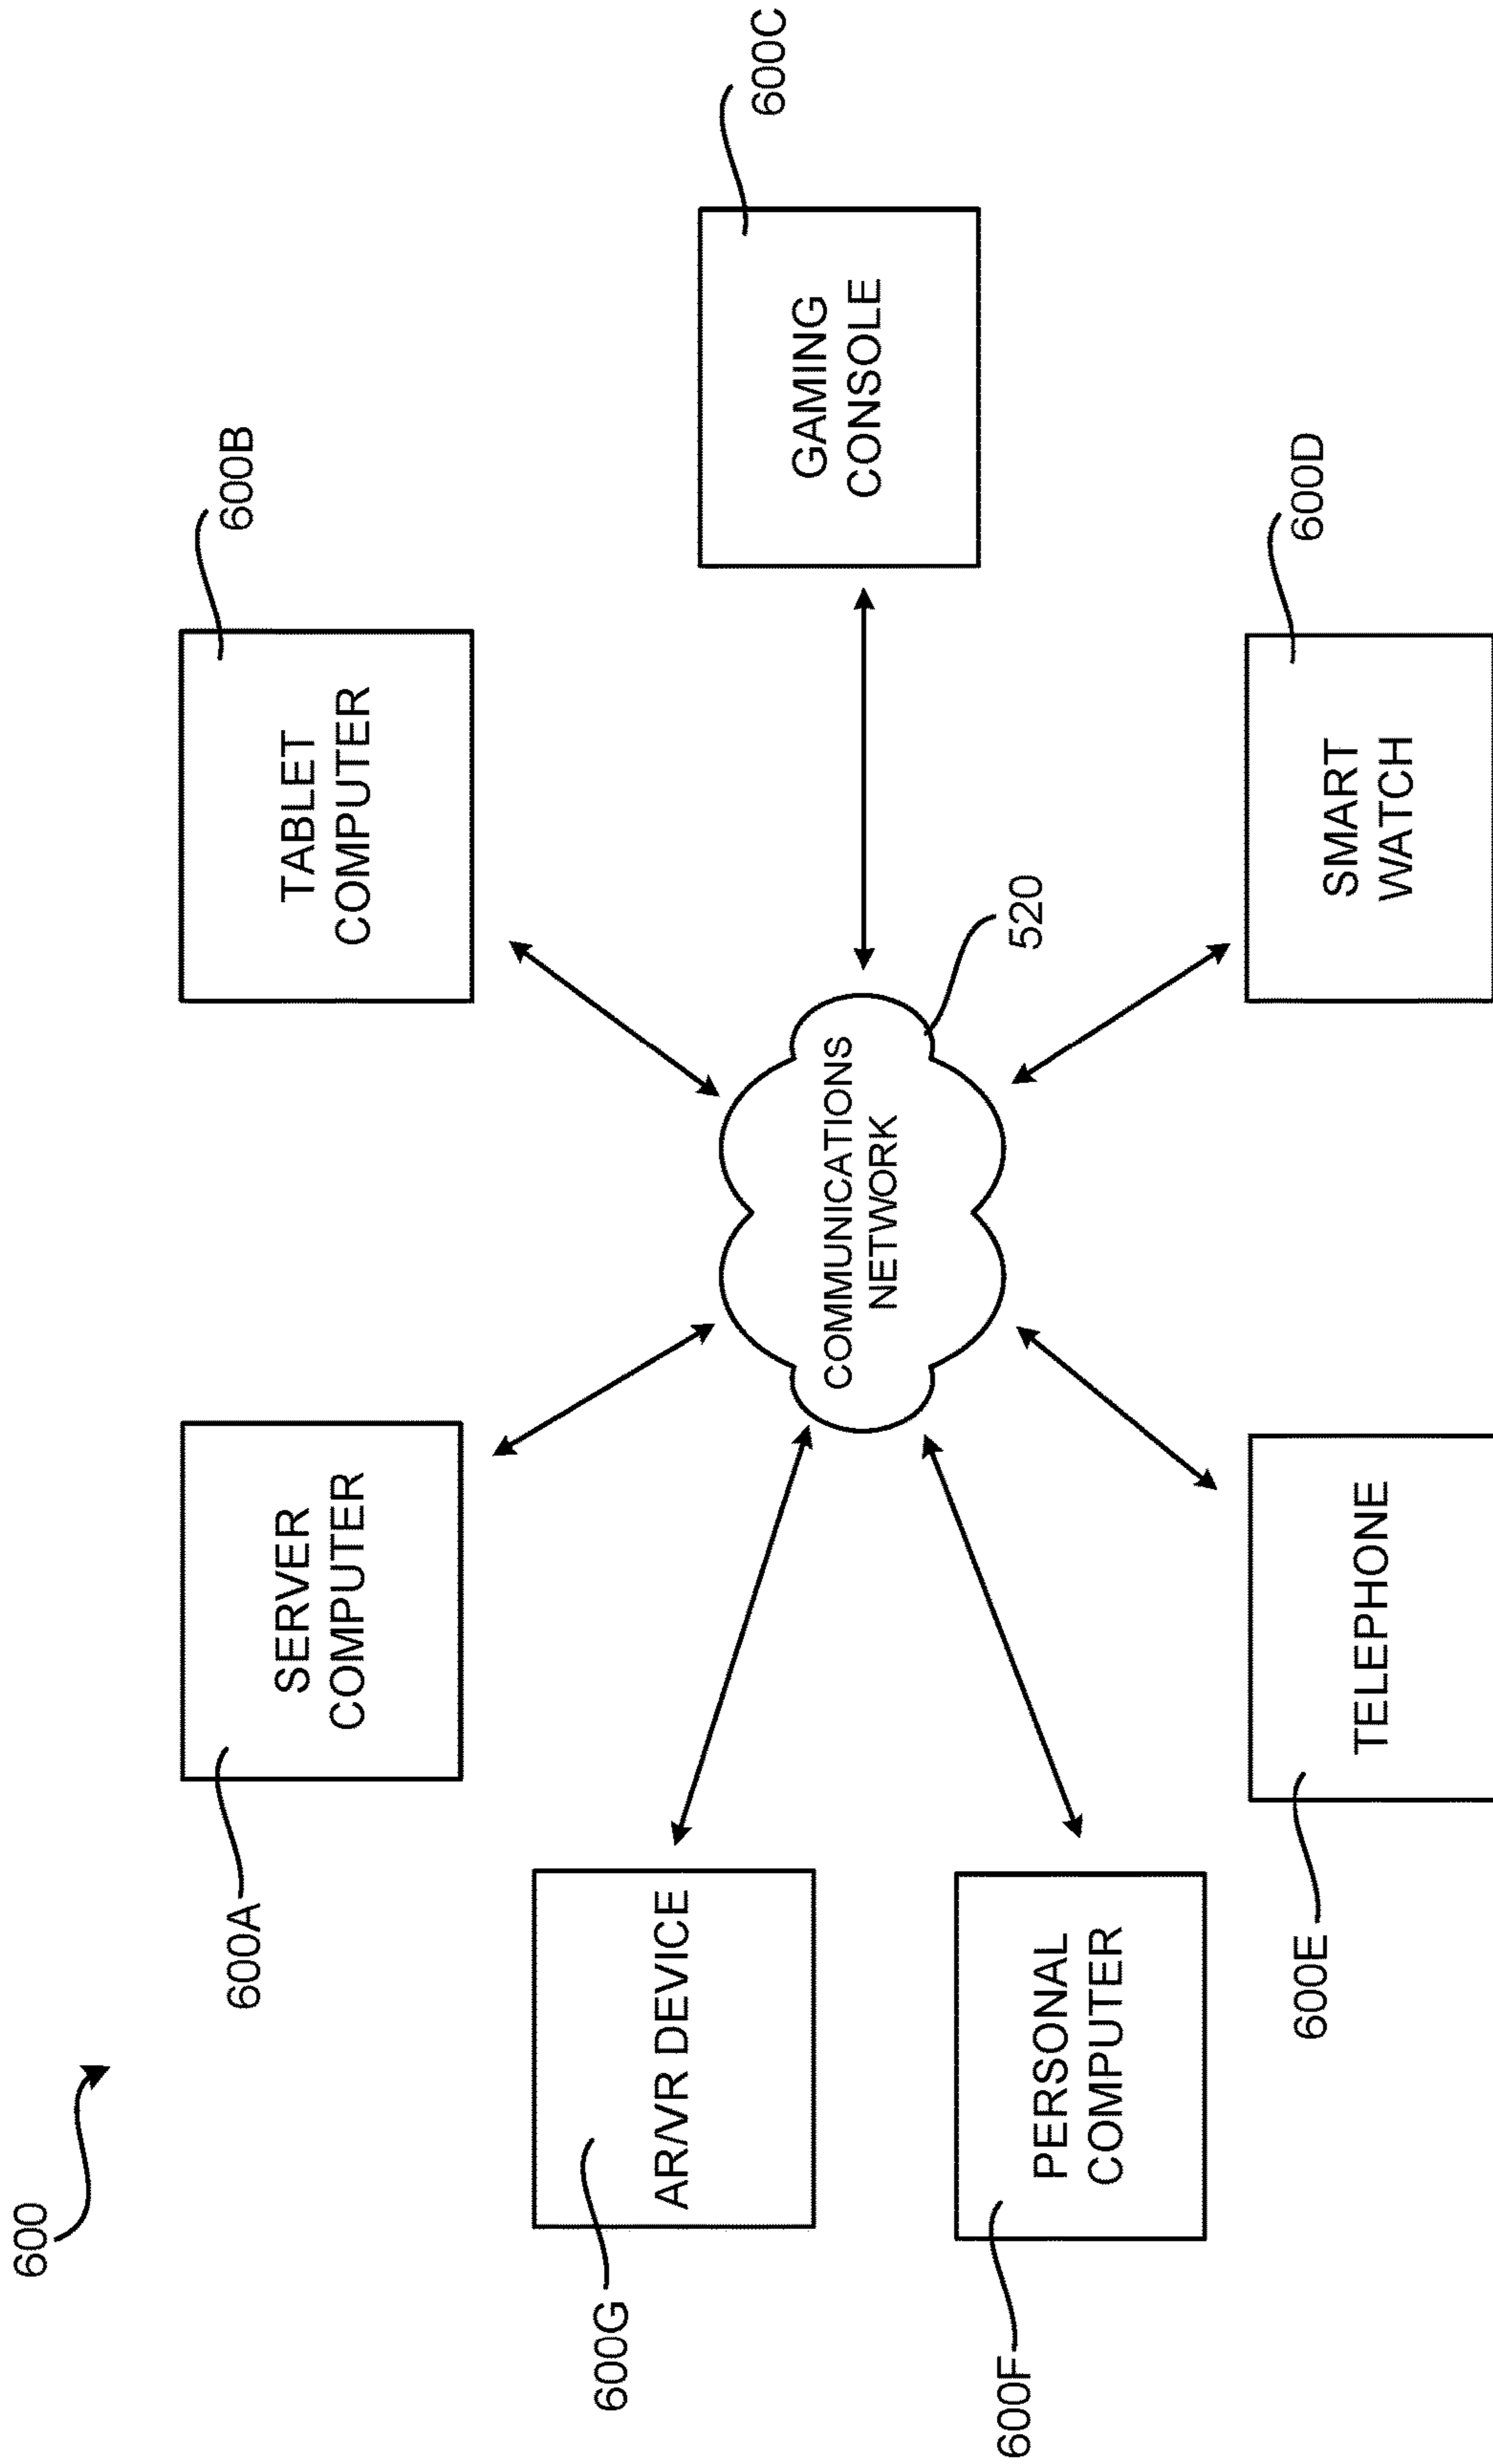 600
600A
SERVER
COMPUTER
TABLET
COMPUTER
600B
600G
AR/VR DEVICE
COMMUNICATIONS
NETWORK
520
GAMING
CONSOLE
600C
600F
PERSONAL
COMPUTER
600E
TELEPHONE
SMART
WATCH
600D